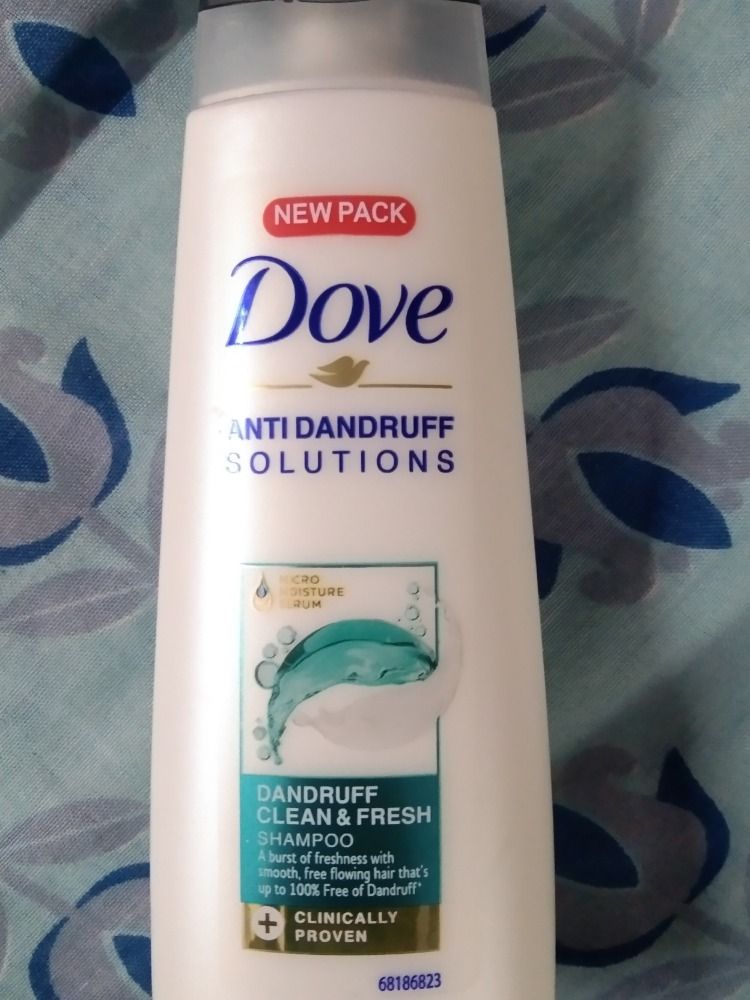 NEW PACK
Dove
ANTI DANDRUFF
SOLUTIONS
MICRO
MOISTURE
SERUM
DANDRUFF
CLEAN & FRESH
SHAMPOO
A burst of freshness with
smooth, free flowing hair that's
up to 100% Free of Dandruff*
+ CLINICALLY
PROVEN
68186823